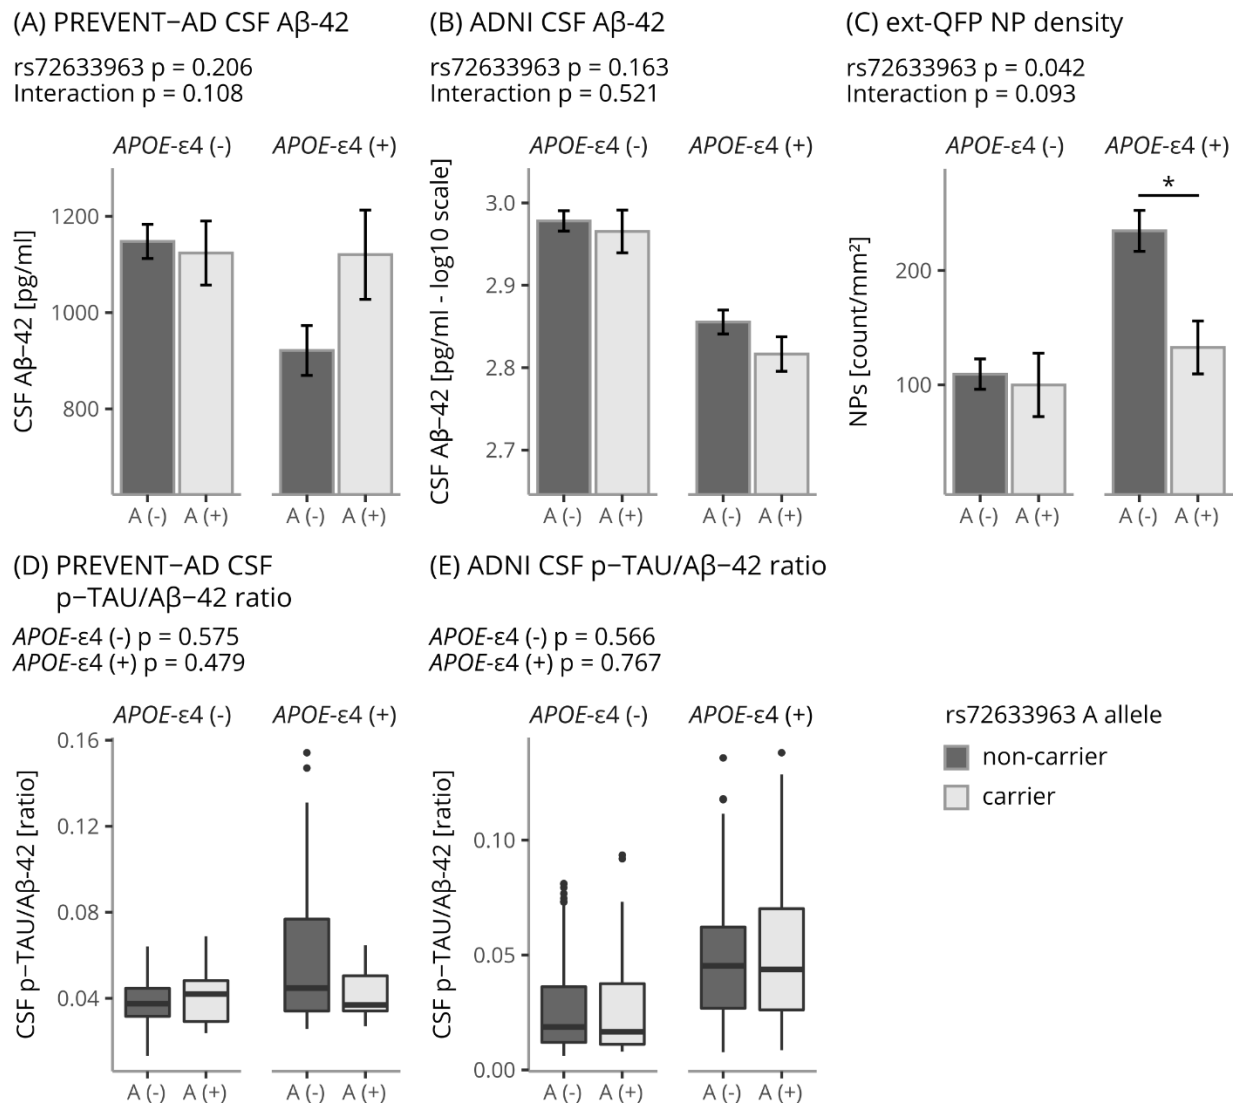 (A) PREVENT−AD CSF Aβ-42
rs72633963 p = 0.206
Interaction p = 0.108
APOE-ε4 (-)
APOE-ε4 (+)
CSF Aβ−42 [pg/ml]
1200
1000
800
A (-)
A (+)
A (-)
A (+)
(B) ADNI CSF Aβ-42
rs72633963 p = 0.163
Interaction p = 0.521
APOE-ε4 (-)
APOE-ε4 (+)
CSF Aβ−42 [pg/ml - log10 scale]
3.0
2.9
2.8
2.7
A (-)
A (+)
A (-)
A (+)
(C) ext-QFP NP density
rs72633963 p = 0.042
Interaction p = 0.093
APOE-ε4 (-)
APOE-ε4 (+)
NPs [count/mm²]
200
100
*
A (-)
A (+)
A (-)
A (+)
(D) PREVENT−AD CSF
p−TAU/Aβ−42 ratio
APOE-ε4 (-) p = 0.575
APOE-ε4 (+) p = 0.479
APOE-ε4 (-)
APOE-ε4 (+)
CSF p−TAU/Aβ-42 [ratio]
0.16
0.12
0.08
0.04
A (-)
A (+)
A (-)
A (+)
(E) ADNI CSF p−TAU/Aβ−42 ratio
APOE-ε4 (-) p = 0.566
APOE-ε4 (+) p = 0.767
APOE-ε4 (-)
APOE-ε4 (+)
CSF p−TAU/Aβ-42 [ratio]
0.10
0.05
0.00
A (-)
A (+)
A (-)
A (+)
rs72633963 A allele
non-carrier
carrier